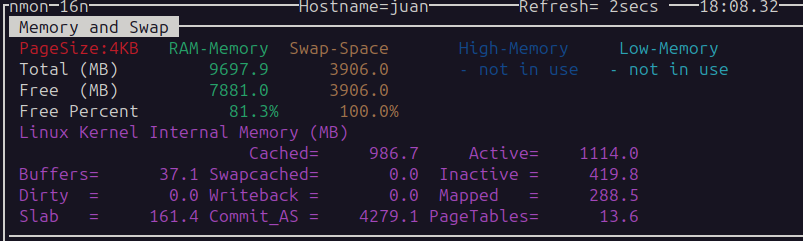 nmon-16n Hostname=juan Refresh= 2secs 18:08.32
Memory and Swap
PageSize:4KB RAM-Memory Swap-Space High-Memory Low-Memory
Total (MB) 9697.9 3906.0 - not in use - not in use
Free (MB) 7881.0 3906.0
Free Percent 81.3% 100.0%
Linux Kernel Internal Memory (MB)
Cached= 986.7 Active= 1114.0
Buffers= 37.1 Swapcached= 0.0 Inactive = 419.8
Dirty = 0.0 Writeback = 0.0 Mapped = 288.5
Slab = 161.4 Commit_AS = 4279.1 PageTables= 13.6